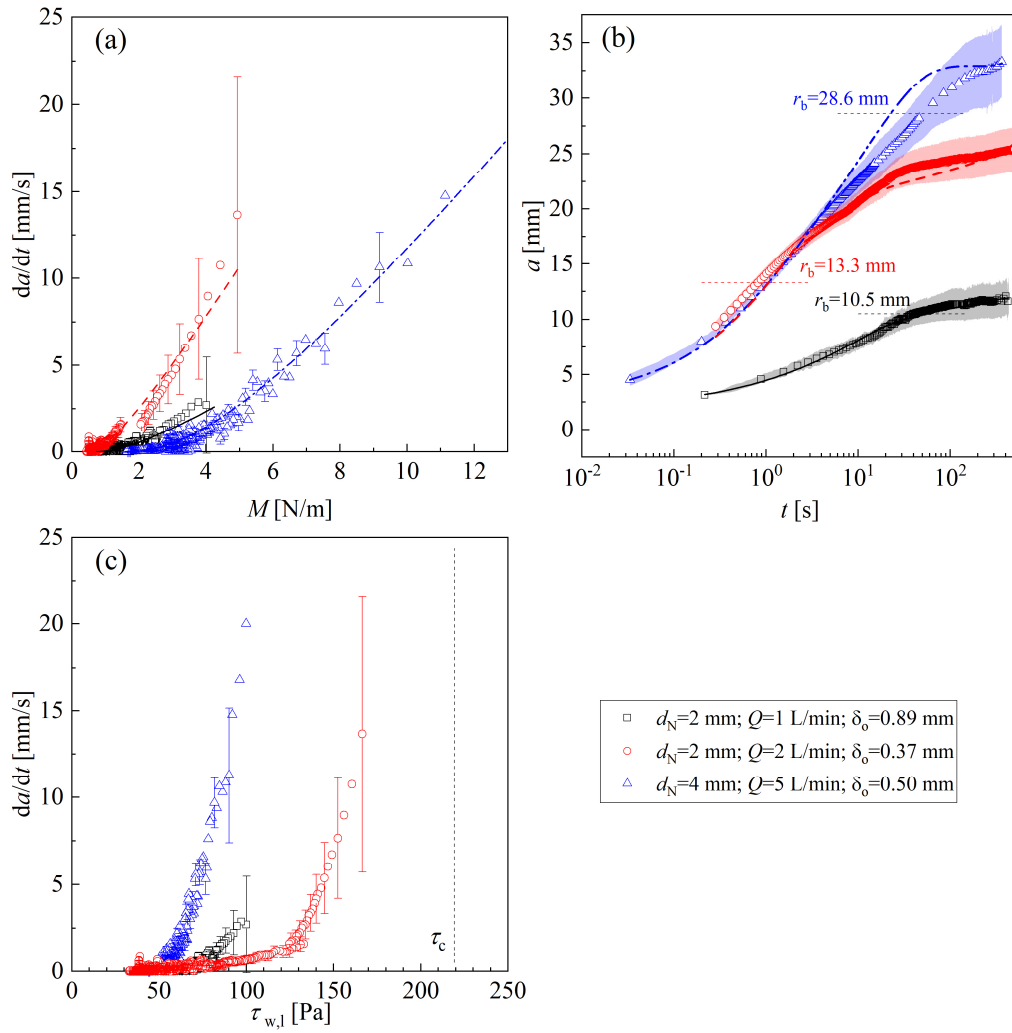 (a)
25
20
15
10
5
0
da/dt [mm/s]
0 2 4 6 8 10 12
M [N/m]
(b)
35
30
25
20
15
10
5
0
a [mm]
r_b=28.6 mm
r_b=13.3 mm
r_b=10.5 mm
10^-2 10^-1 10^0 10^1 10^2
t [s]
(c)
25
20
15
10
5
0
da/dt [mm/s]
τ_c
0 50 100 150 200 250
τ_w,l [Pa]
d_N=2 mm; Q=1 L/min; δ_o=0.89 mm
d_N=2 mm; Q=2 L/min; δ_o=0.37 mm
d_N=4 mm; Q=5 L/min; δ_o=0.50 mm